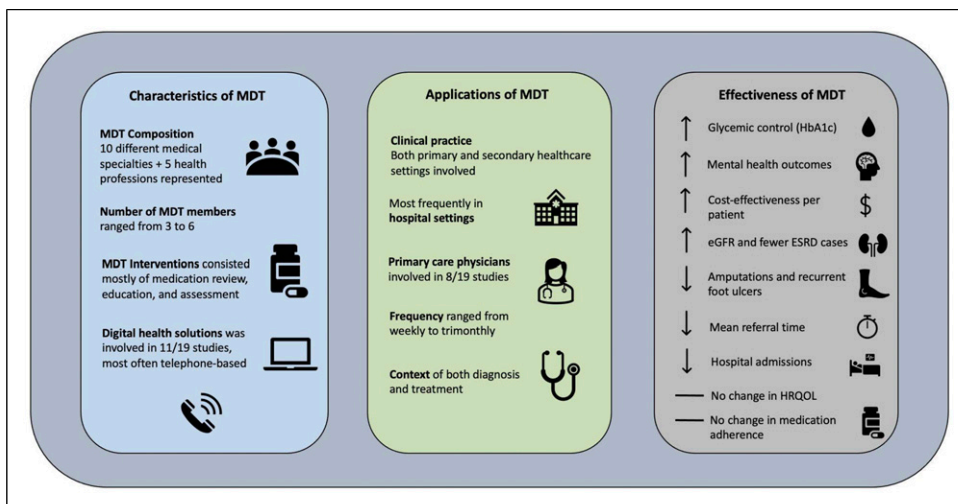 Characteristics of MDT
MDT Composition
10 different medical
specialties + 5 health
professions represented
Number of MDT members
ranged from 3 to 6
MDT Interventions consisted
mostly of medication review,
education, and assessment
Digital health solutions was
involved in 11/19 studies,
most often telephone-based
Applications of MDT
Clinical practice
Both primary and secondary healthcare
settings involved
Most frequently in
hospital settings
Primary care physicians
involved in 8/19 studies
Frequency ranged from
weekly to trimonthly
Context of both diagnosis
and treatment
Effectiveness of MDT
Glycemic control (HbA1c)
Mental health outcomes
Cost-effectiveness per
patient
$
eGFR and fewer ESRD cases
Amputations and recurrent
foot ulcers
Mean referral time
Hospital admissions
No change in HRQOL
No change in medication
adherence